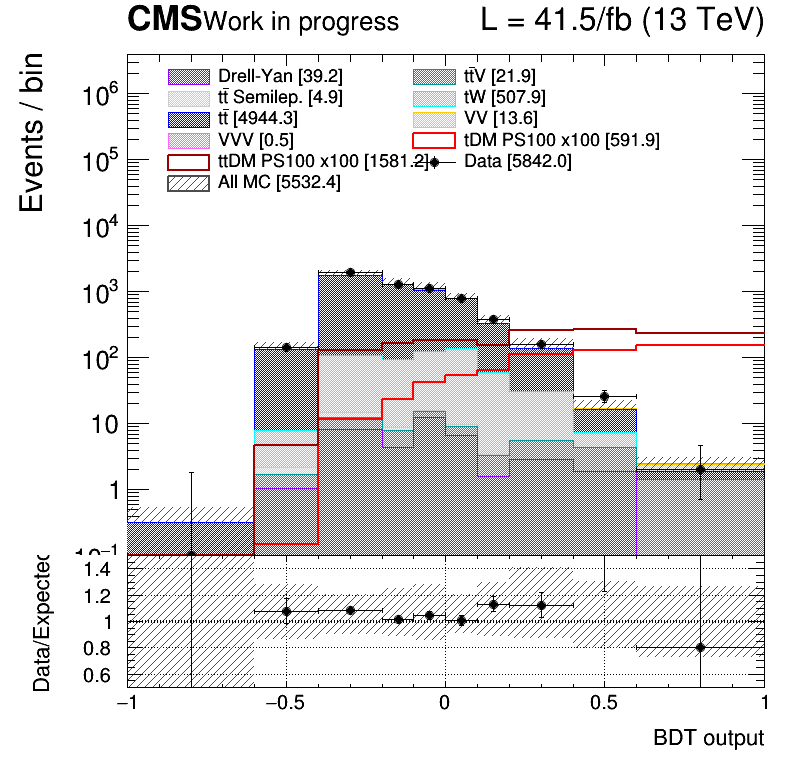 CMS Work in progress L = 41.5/fb (13 TeV)
Events / bin
Drell-Yan [39.2] tt̄V [21.9]
tt̄ Semilep. [4.9] tW [507.9]
tt̄ [4944.3] VV [13.6]
VVV [0.5] tDM PS100 x100 [591.9]
ttDM PS100 x100 [1581.2] Data [5842.0]
All MC [5532.4]
10⁶
10⁵
10⁴
10³
10²
10
1
10⁻¹
Data/Expected
1.4
1.2
1
0.8
0.6
−1 −0.5 0 0.5 1
BDT output